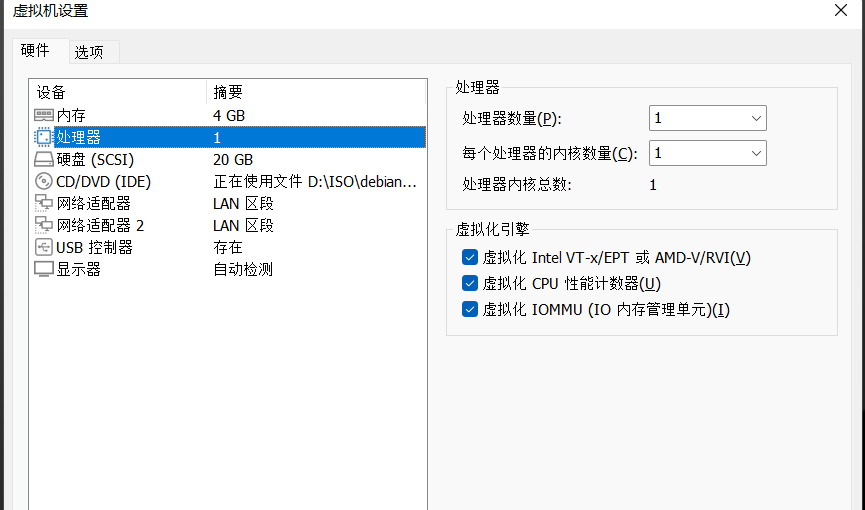 虚拟机设置
硬件 选项
设备 摘要
内存 4 GB
处理器 1
硬盘 (SCSI) 20 GB
CD/DVD (IDE) 正在使用文件 D:\ISO\debian...
网络适配器 LAN 区段
网络适配器 2 LAN 区段
USB 控制器 存在
显示器 自动检测
处理器
处理器数量(P): 1
每个处理器的内核数量(C): 1
处理器内核总数: 1
虚拟化引擎
虚拟化 Intel VT-x/EPT 或 AMD-V/RVI(V)
虚拟化 CPU 性能计数器(U)
虚拟化 IOMMU (IO 内存管理单元)(I)